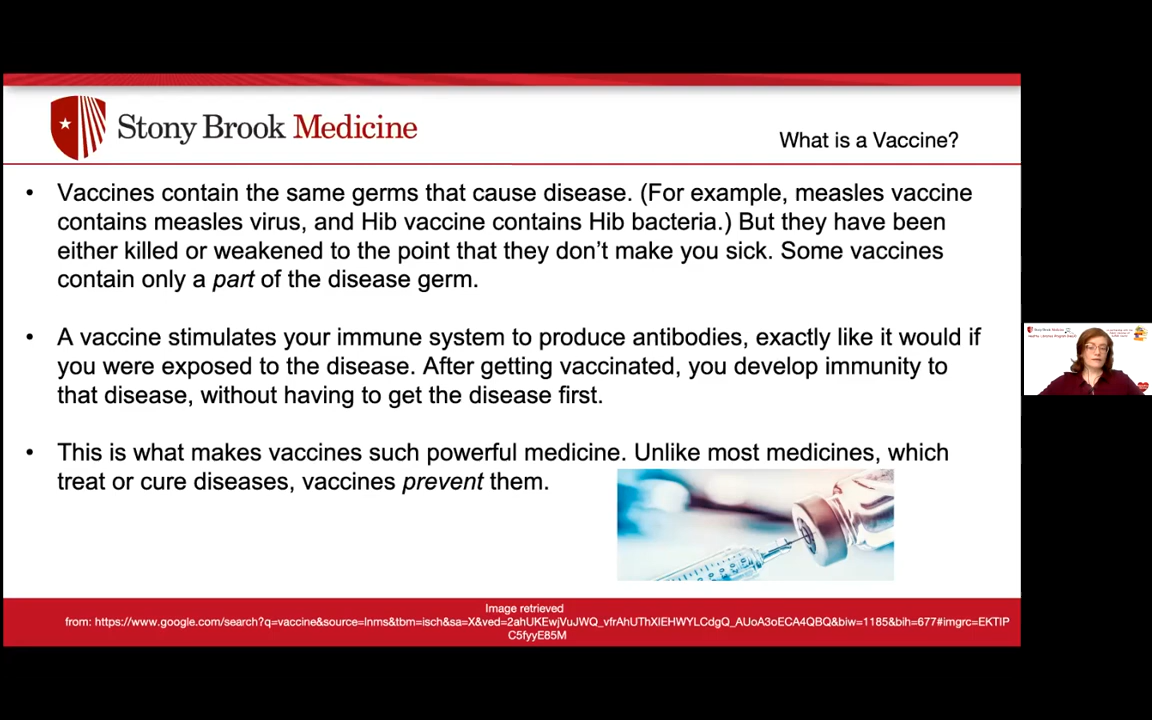 Stony Brook Medicine
What is a Vaccine?
• Vaccines contain the same germs that cause disease. (For example, measles vaccine
contains measles virus, and Hib vaccine contains Hib bacteria.) But they have been
either killed or weakened to the point that they don’t make you sick. Some vaccines
contain only a part of the disease germ.
• A vaccine stimulates your immune system to produce antibodies, exactly like it would if
you were exposed to the disease. After getting vaccinated, you develop immunity to
that disease, without having to get the disease first.
• This is what makes vaccines such powerful medicine. Unlike most medicines, which
treat or cure diseases, vaccines prevent them.
Image retrieved
from: https://www.google.com/search?q=vaccine&source=lnms&tbm=isch&sa=X&ved=2ahUKEwjVuJWQ_vfrAhUThXIEHWYLCdgQ_AUoA3oECA4QBQ&biw=1185&bih=677#imgrc=EKTIP
C5fyyE85M
Stony Brook Medicine